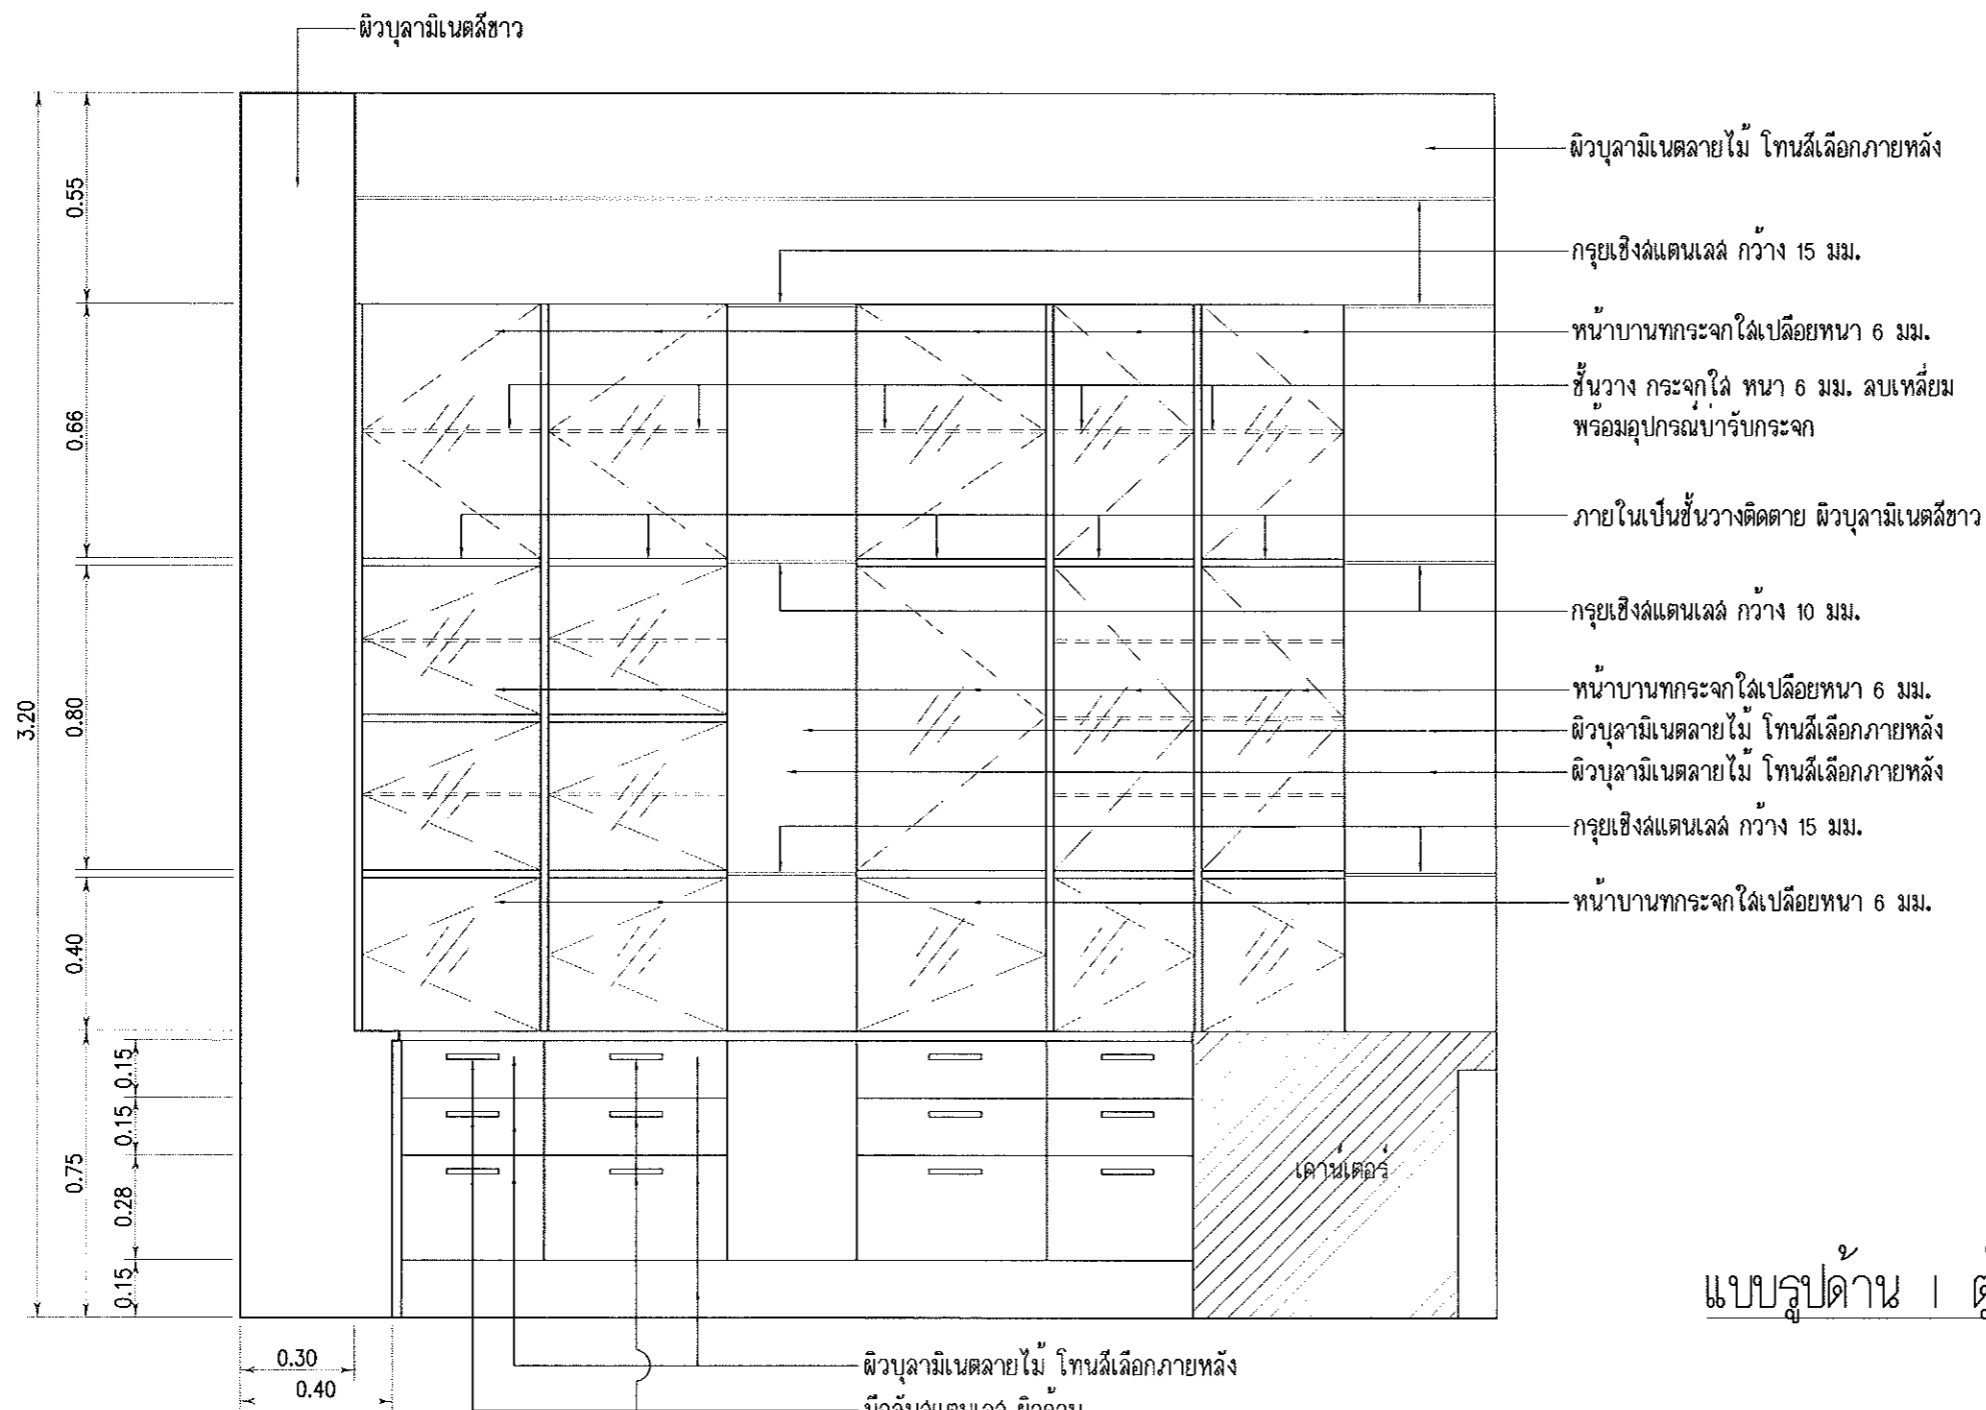 ผิวบุลามิเนตสีขาว
ผิวบุลามิเนตลายไม้ โทนสีเลือกภายหลัง
0.55
กรุยเชิงสแตนเลส กว้าง 15 มม.
หน้าบานทกระจกใสเปลือยหนา 6 มม.
ชั้นวาง กระจกใส หนา 6 มม. ลบเหลี่ยม
พร้อมอุปกรณ์บ่ารับกระจก
0.66
ภายในเป็นชั้นวางติดตาย ผิวบุลามิเนตสีขาว
กรุยเชิงสแตนเลส กว้าง 10 มม.
หน้าบานทกระจกใสเปลือยหนา 6 มม.
3.20
0.80
ผิวบุลามิเนตลายไม้ โทนสีเลือกภายหลัง
ผิวบุลามิเนตลายไม้ โทนสีเลือกภายหลัง
กรุยเชิงสแตนเลส กว้าง 15 มม.
หน้าบานทกระจกใสเปลือยหนา 6 มม.
0.40
0.15
0.15
0.75
0.28
0.15
เคาน์เตอร์
แบบรูปด้าน 1
0.30
0.40
ผิวบุลามิเนตลายไม้ โทนสีเลือกภายหลัง